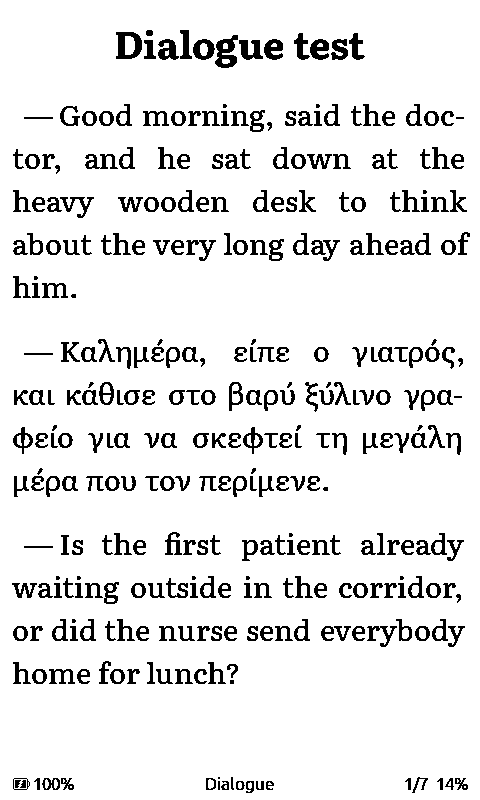 Dialogue test
— Good morning, said the doc-
tor, and he sat down at the
heavy wooden desk to think
about the very long day ahead of
him.
— Καλημέρα, είπε ο γιατρός,
και κάθισε στο βαρύ ξύλινο γρα-
φείο για να σκεφτεί τη μεγάλη
μέρα που τον περίμενε.
— Is the first patient already
waiting outside in the corridor,
or did the nurse send everybody
home for lunch?
100% Dialogue 1/7 14%